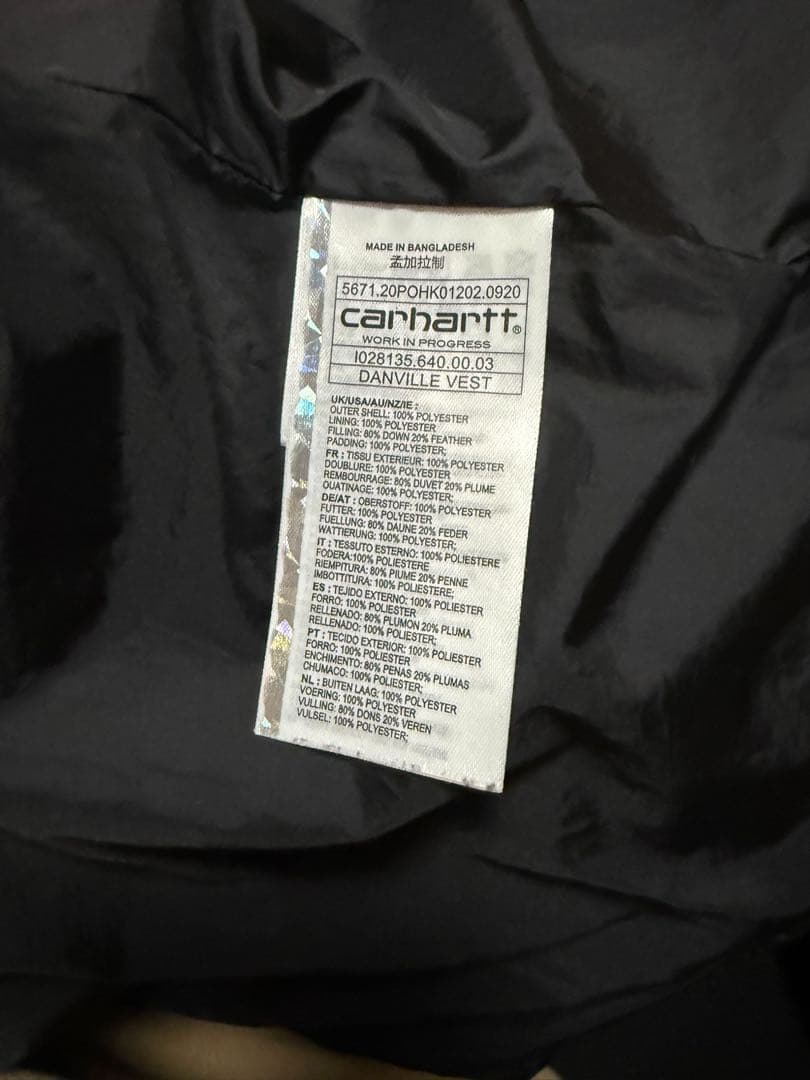 MADE IN BANGLADESH
孟加拉制
5671.20POHK01202.0920
carhartt®
WORK IN PROGRESS
I028135.640.00.03
DANVILLE VEST
UK/USA/AU/NZ/IE :
OUTER SHELL: 100% POLYESTER
LINING: 100% POLYESTER
FILLING: 80% DOWN 20% FEATHER
PADDING: 100% POLYESTER;
FR : TISSU EXTERIEUR: 100% POLYESTER
DOUBLURE: 100% POLYESTER
REMBOURRAGE: 80% DUVET 20% PLUME
OUATINAGE: 100% POLYESTER;
DE/AT : OBERSTOFF: 100% POLYESTER
FUTTER: 100% POLYESTER
FUELLUNG: 80% DAUNE 20% FEDER
WATTIERUNG: 100% POLYESTER;
IT : TESSUTO ESTERNO: 100% POLIESTERE
FODERA:100% POLIESTERE
RIEMPITURA: 80% PIUME 20% PENNE
IMBOTTITURA: 100% POLIESTERE;
ES : TEJIDO EXTERNO: 100% POLIESTER
FORRO: 100% POLIESTER
RELLENADO: 80% PLUMON 20% PLUMA
RELLENADO: 100% POLIESTER;
PT : TECIDO EXTERIOR: 100% POLIESTER
FORRO: 100% POLIESTER
ENCHIMENTO: 80% PENAS 20% PLUMAS
CHUMACO: 100% POLIESTER;
NL : BUITEN LAAG: 100% POLYESTER
VOERING: 100% POLYESTER
VULLING: 80% DONS 20% VEREN
VULSEL: 100% POLYESTER;